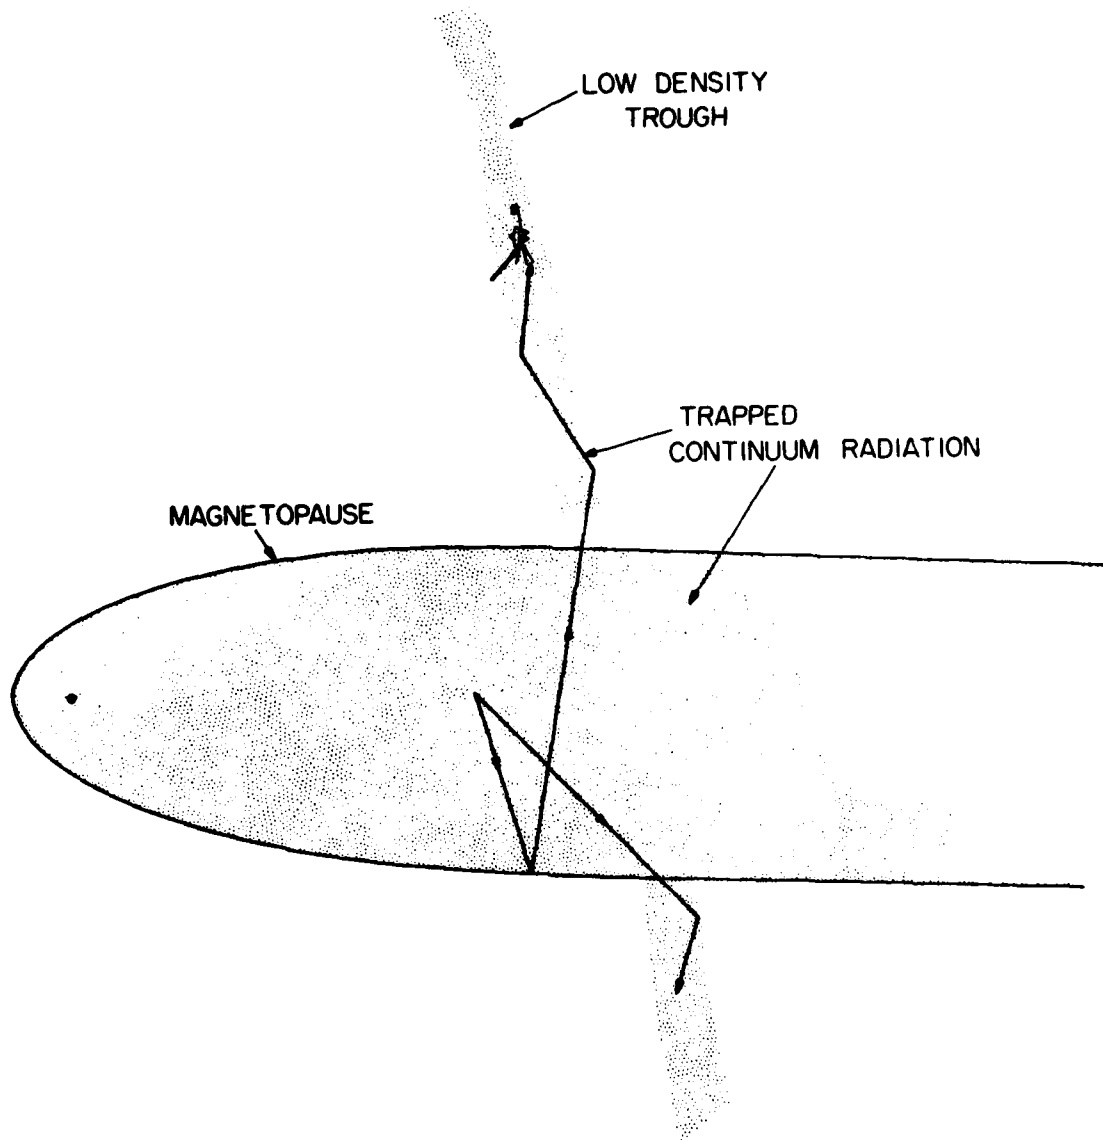 LOW DENSITY
TROUGH
TRAPPED
CONTINUUM RADIATION
MAGNETOPAUSE